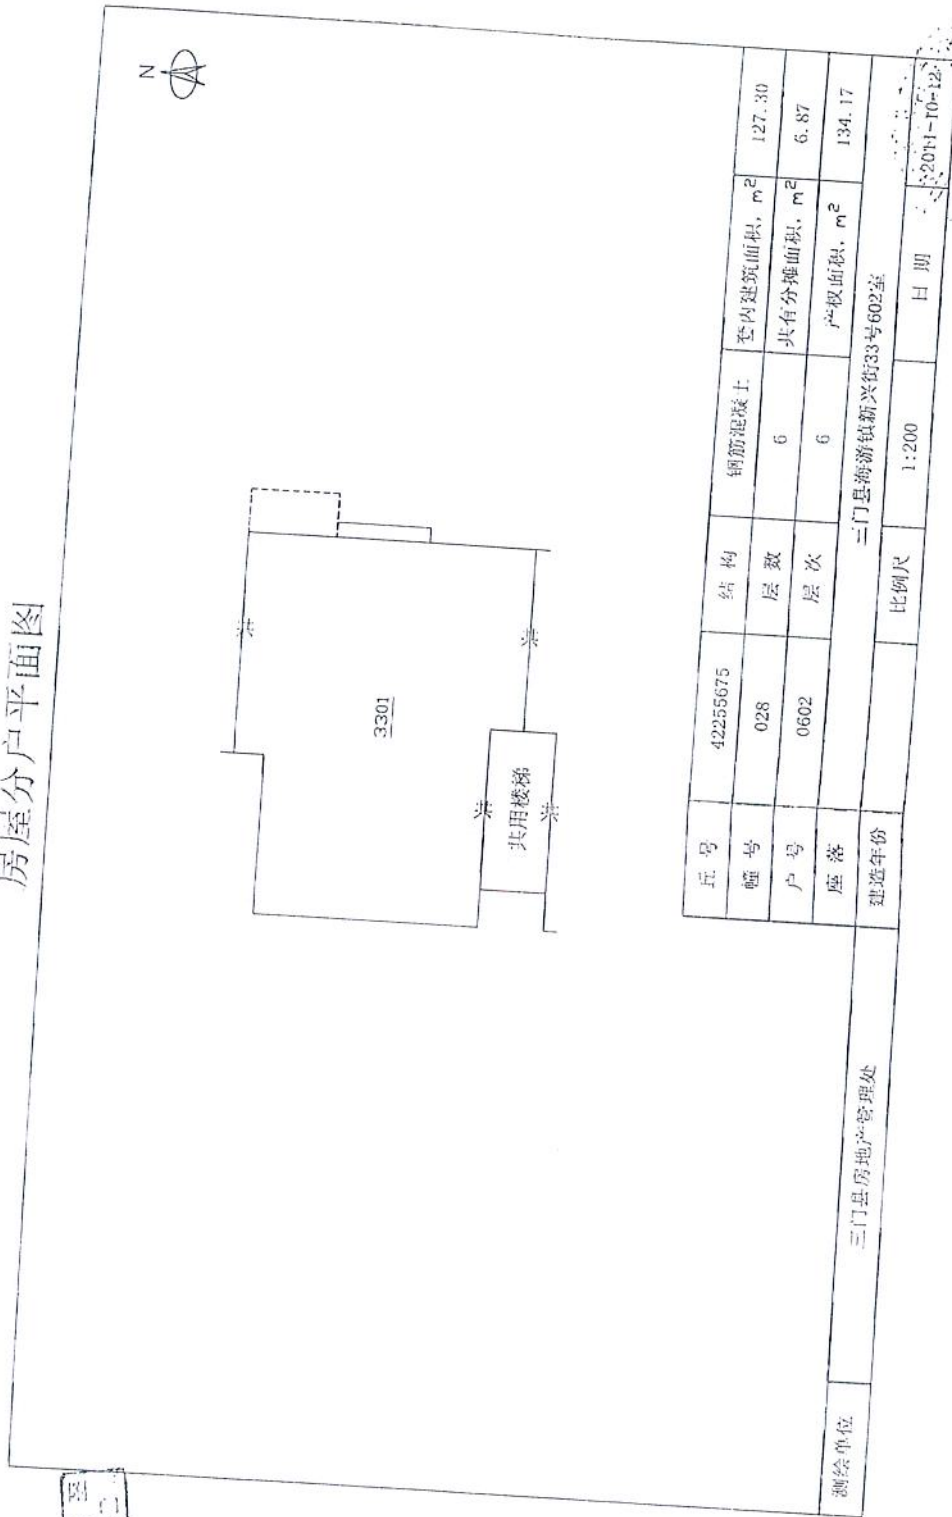 房屋分户平面图
N
3301
共用楼梯
丘 号 42255675 结 构 钢筋混凝土 套内建筑面积, m² 127.30
幢 号 028 层 数 6 共有分摊面积, m² 6.87
户 号 0602 层 次 6 产权面积, m² 134.17
座 落 三门县海游镇新兴街33号602室
建造年份 比例尺 1:200 日 期 2011-10-12
测绘单位 三门县房地产管理处